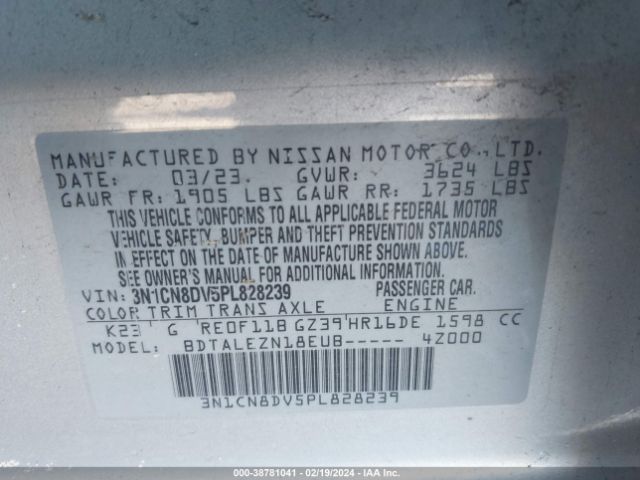 MANUFACTURED BY NISSAN MOTOR CO., LTD.
DATE: 03/23. GVWR: 3624 LBS
GAWR FR: 1905 LBS GAWR RR: 1735 LBS
THIS VEHICLE CONFORMS TO ALL APPLICABLE FEDERAL MOTOR
VEHICLE SAFETY, BUMPER AND THEFT PREVENTION STANDARDS
IN EFFECT ON THE DATE OF MANUFACTURE SHOWN ABOVE.
SEE OWNER'S MANUAL FOR ADDITIONAL INFORMATION.
VIN: 3N1CN8DV5PL828239 PASSENGER CAR.
COLOR TRIM TRANS AXLE ENGINE
K23 G RE0F11B GZ39 HR16DE 1598 CC
MODEL: BDTALEZN18EUB----- 4Z000
3N1CN8DV5PL828239
000-38781041 - 02/19/2024 - IAA Inc.